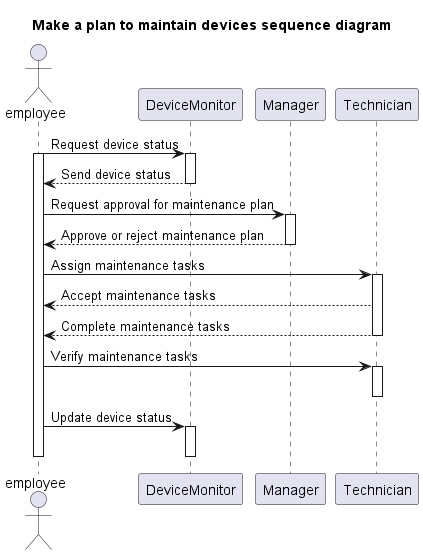 Make a plan to maintain devices sequence diagram
employee
DeviceMonitor
Manager
Technician
Request device status
Send device status
Request approval for maintenance plan
Approve or reject maintenance plan
Assign maintenance tasks
Accept maintenance tasks
Complete maintenance tasks
Verify maintenance tasks
Update device status
employee
DeviceMonitor
Manager
Technician